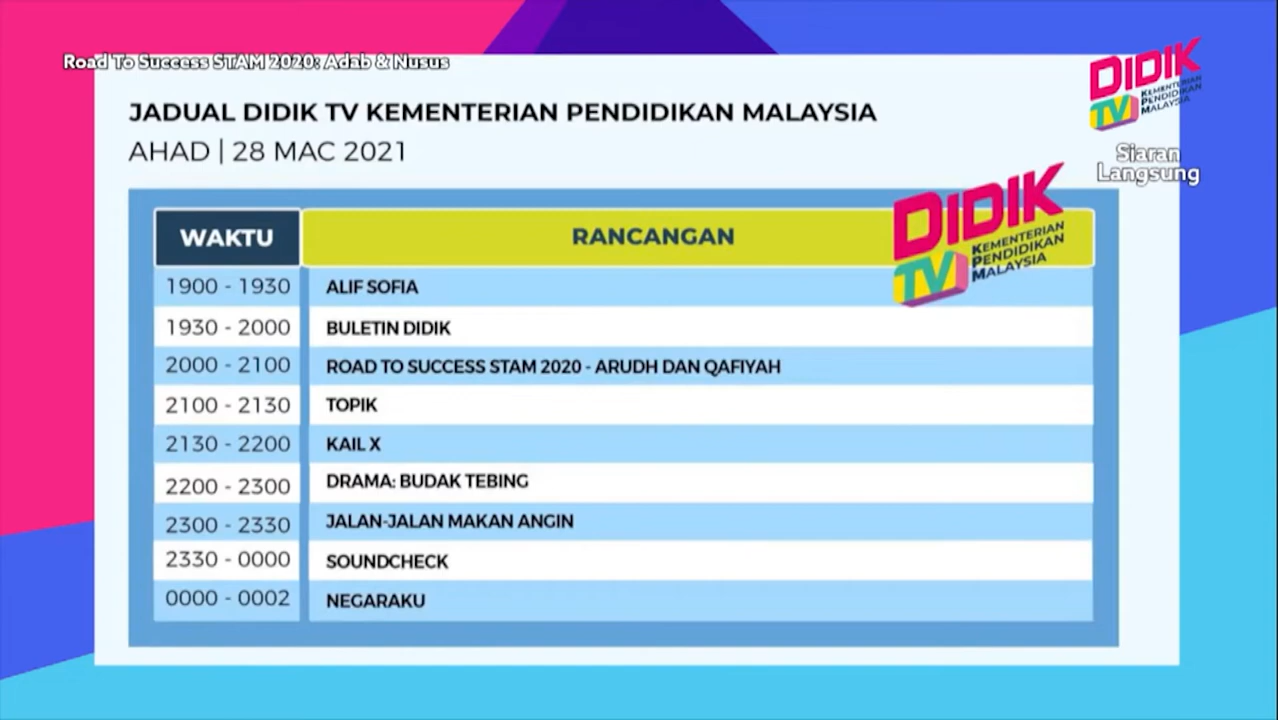 Road To Success STAM 2020: Adab & Nusus
DIDIK
TV KEMENTERIAN
PENDIDIKAN
MALAYSIA
Siaran
Langsung
JADUAL DIDIK TV KEMENTERIAN PENDIDIKAN MALAYSIA
AHAD | 28 MAC 2021
DIDIK
TV KEMENTERIAN
PENDIDIKAN
MALAYSIA
WAKTU RANCANGAN
1900 - 1930 ALIF SOFIA
1930 - 2000 BULETIN DIDIK
2000 - 2100 ROAD TO SUCCESS STAM 2020 - ARUDH DAN QAFIYAH
2100 - 2130 TOPIK
2130 - 2200 KAIL X
2200 - 2300 DRAMA: BUDAK TEBING
2300 - 2330 JALAN-JALAN MAKAN ANGIN
2330 - 0000 SOUNDCHECK
0000 - 0002 NEGARAKU